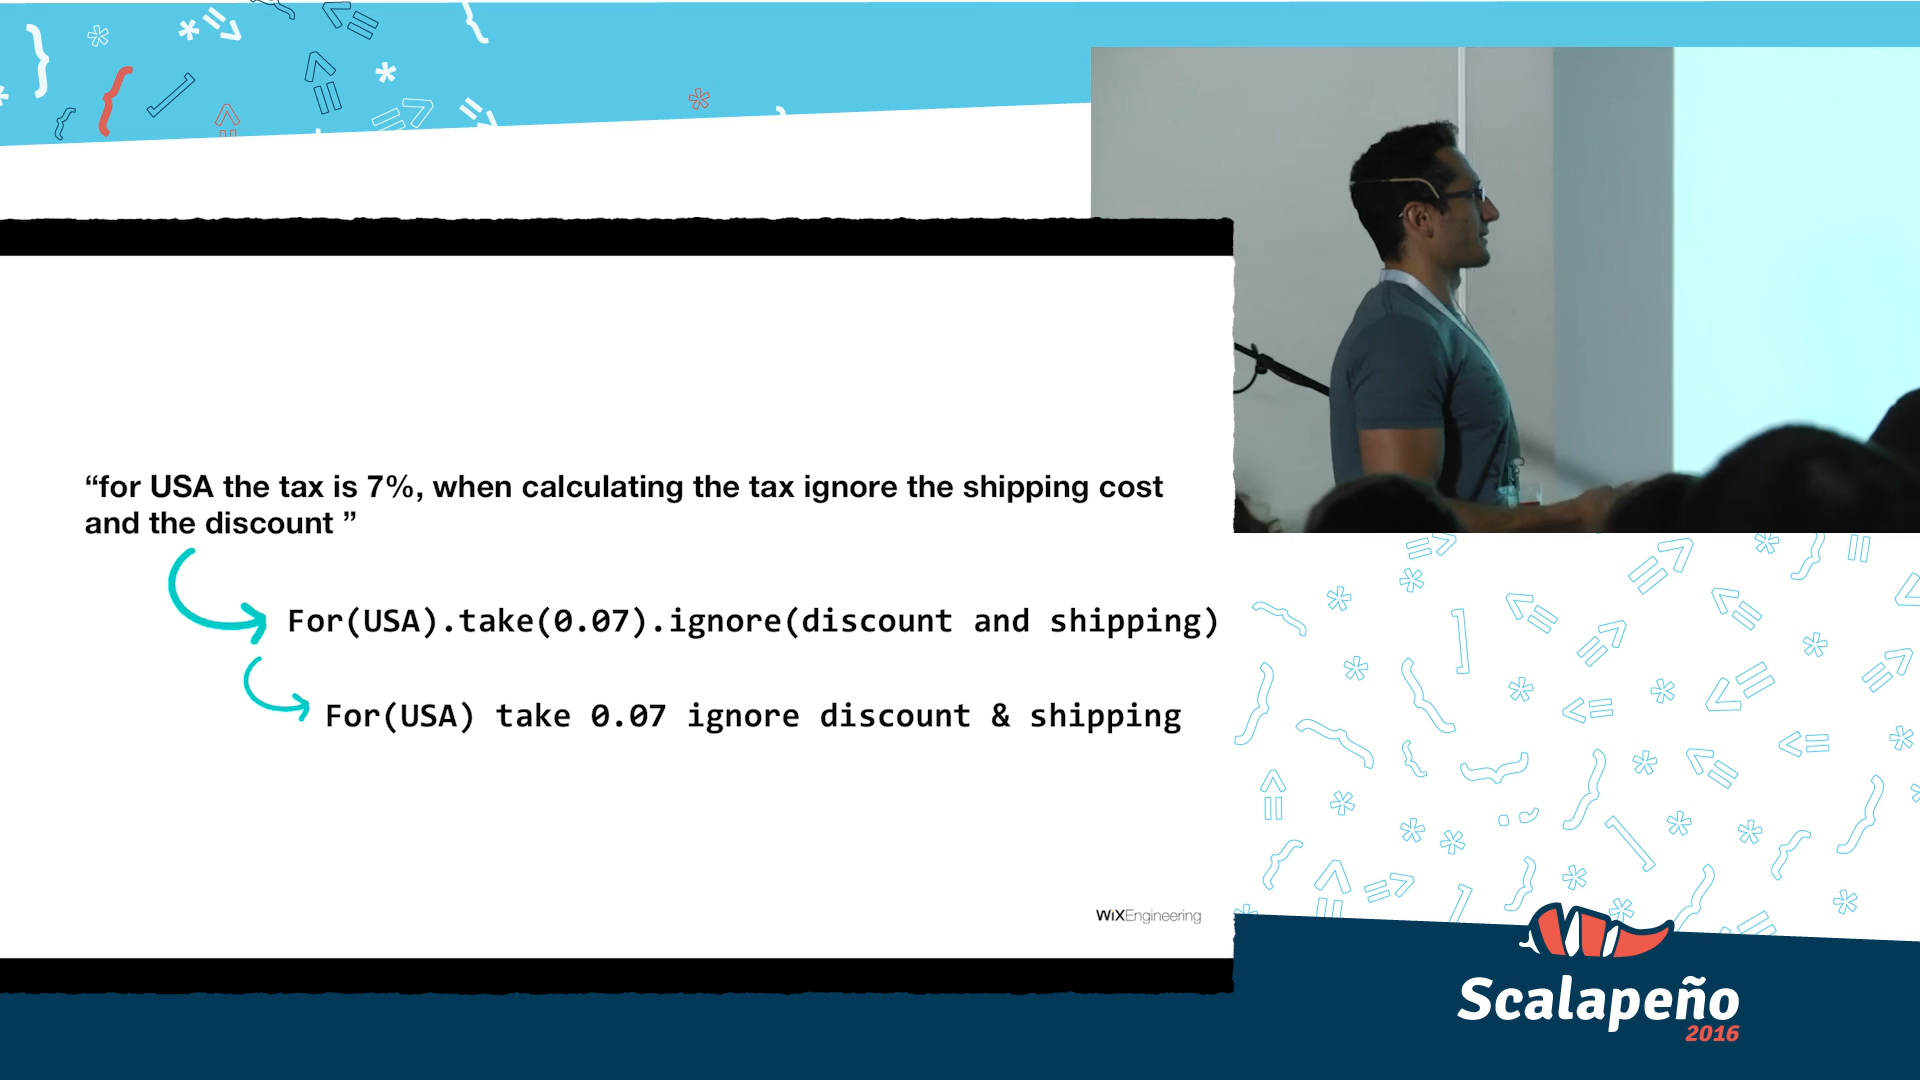 “for USA the tax is 7%, when calculating the tax ignore the shipping cost
and the discount ”
For(USA).take(0.07).ignore(discount and shipping)
For(USA) take 0.07 ignore discount & shipping
WiXEngineering
Scalapeño
2016